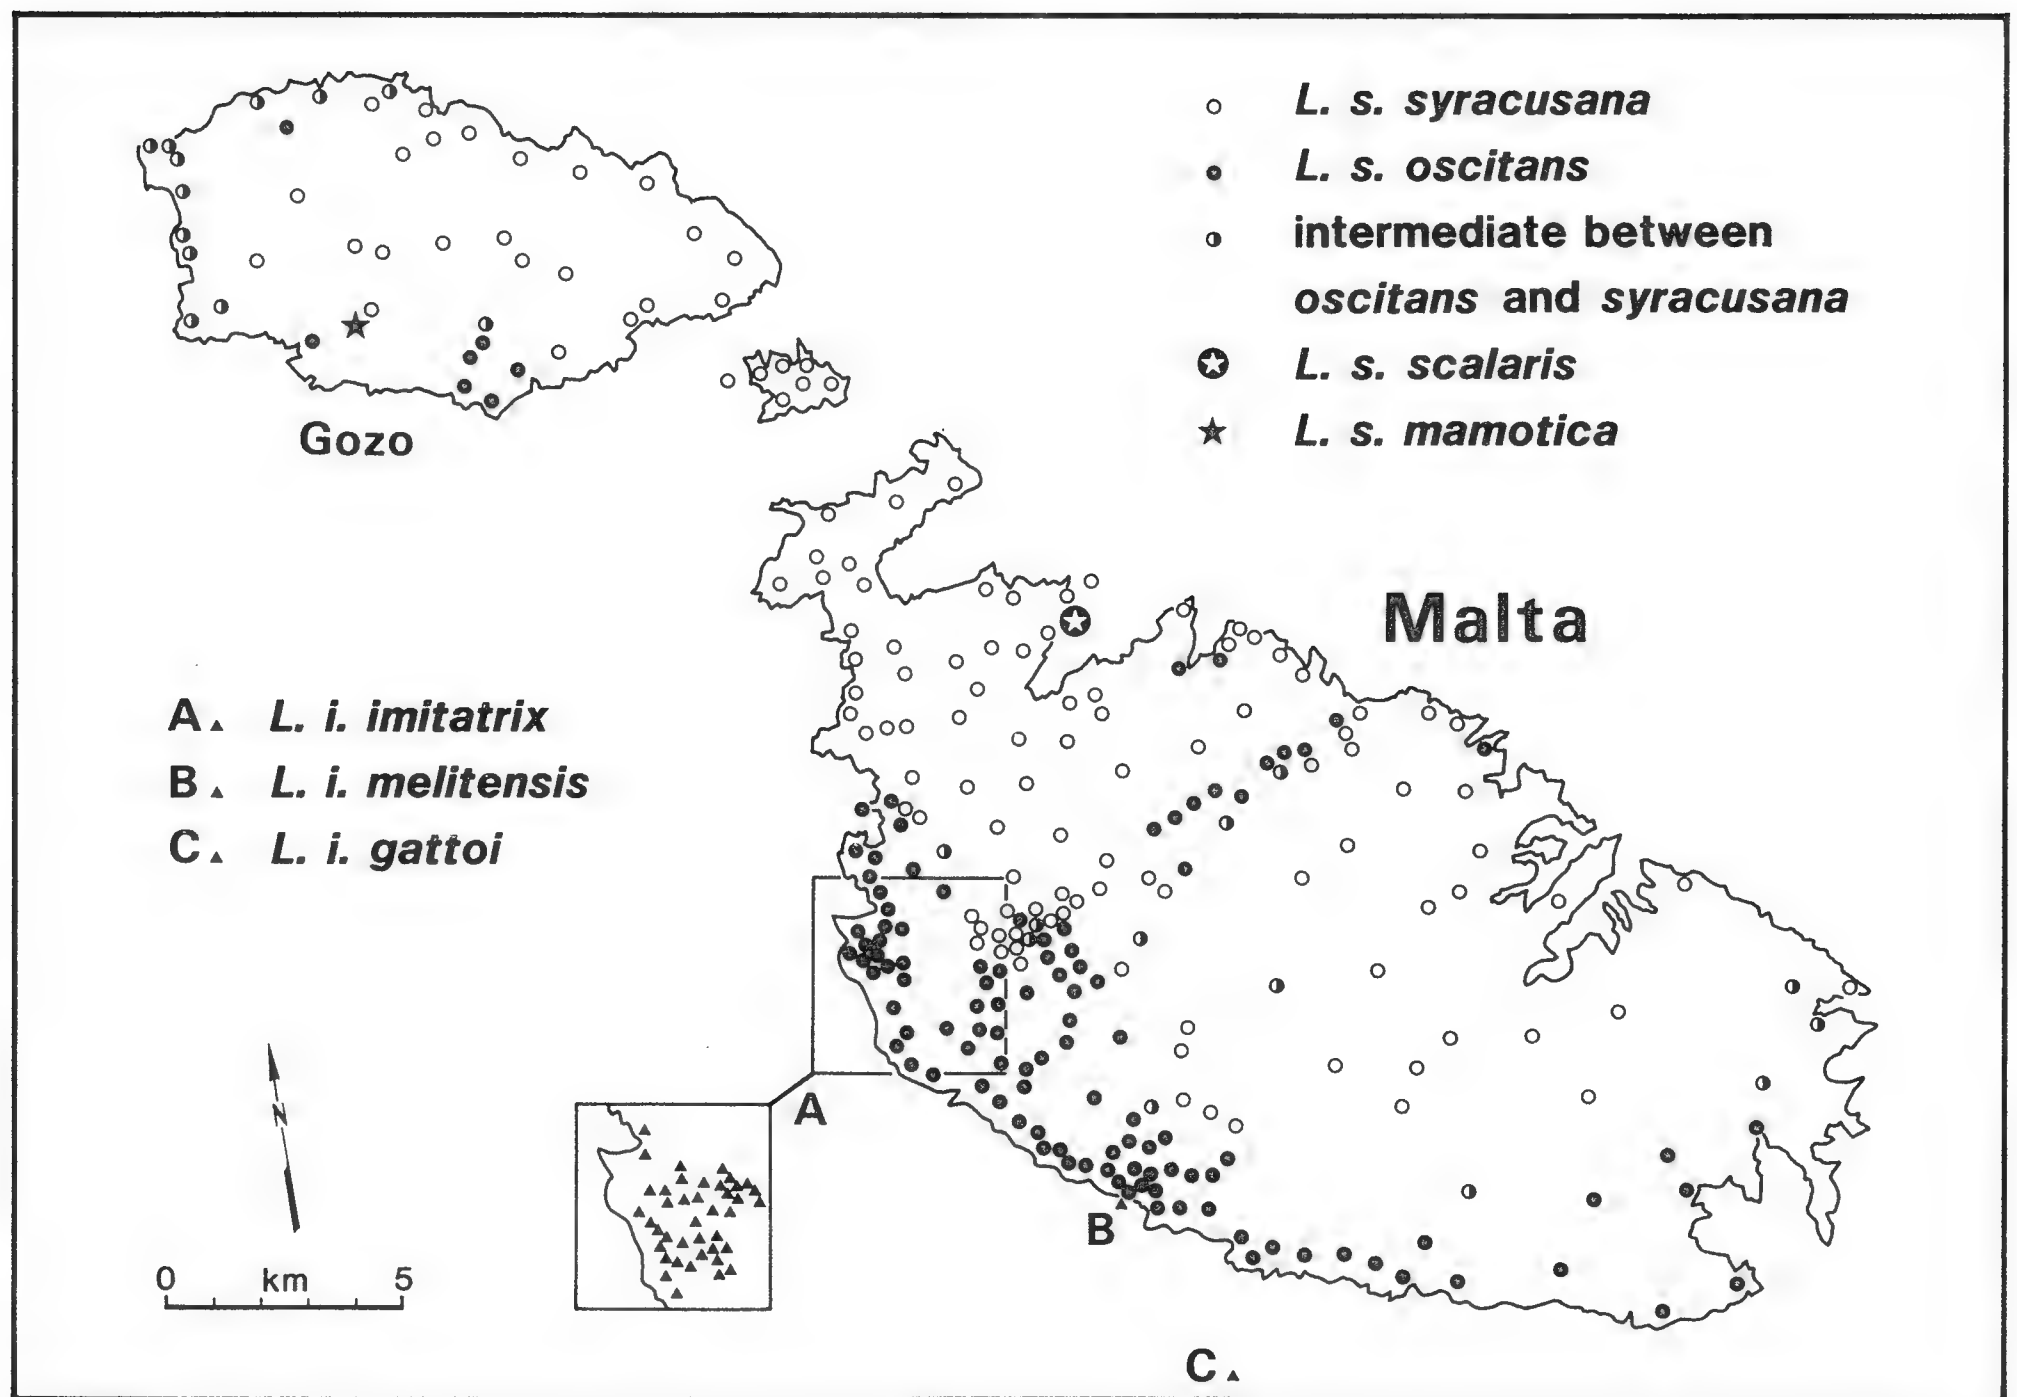 L. s. syracusana
L. s. oscitans
intermediate between
oscitans and syracusana
L. s. scalaris
L. s. mamotica
Gozo
Malta
A. L. i. imitatrix
B. L. i. melitensis
C. L. i. gattoi
N
A
B
0 km 5
C.